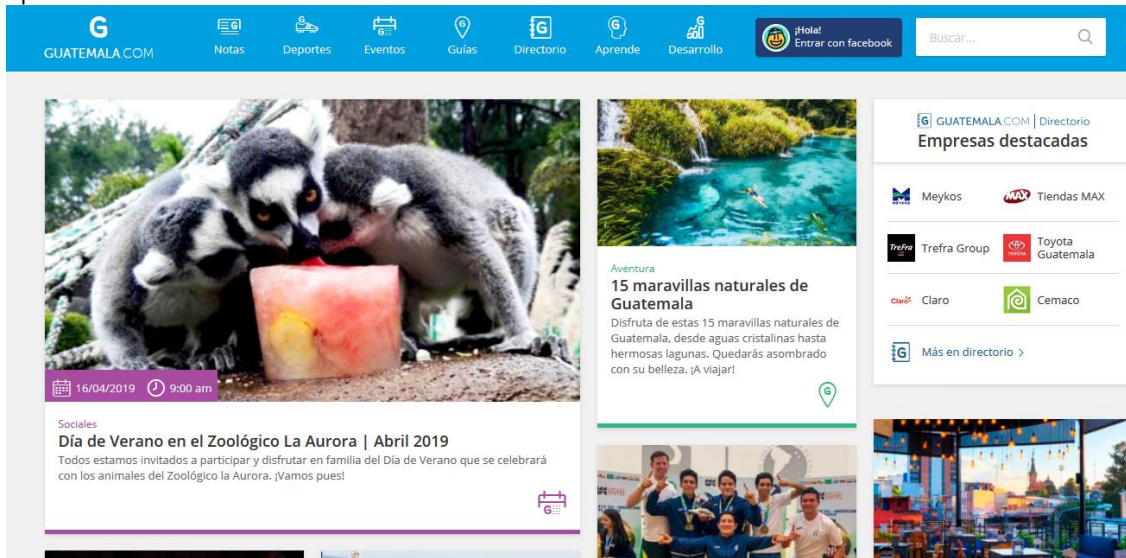 G
GUATEMALA.COM
G
Notas
G
Deportes
G
Eventos
G
Guías
G
Directorio
G
Aprende
G
Desarrollo
¡Hola!
Entrar con facebook
Buscar...
16/04/2019 9:00 am
Sociales
Día de Verano en el Zoológico La Aurora | Abril 2019
Todos estamos invitados a participar y disfrutar en familia del Día de Verano que se celebrará
con los animales del Zoológico la Aurora. ¡Vamos pues!
G
Aventura
15 maravillas naturales de
Guatemala
Disfruta de estas 15 maravillas naturales de
Guatemala, desde aguas cristalinas hasta
hermosas lagunas. Quedarás asombrado
con su belleza. ¡A viajar!
G
G GUATEMALA.COM | Directorio
Empresas destacadas
MEYKOS Meykos
MAX Tiendas MAX
TreFra Trefra Group
TOYOTA Toyota
Guatemala
Claro Claro
Cemaco
G Más en directorio >